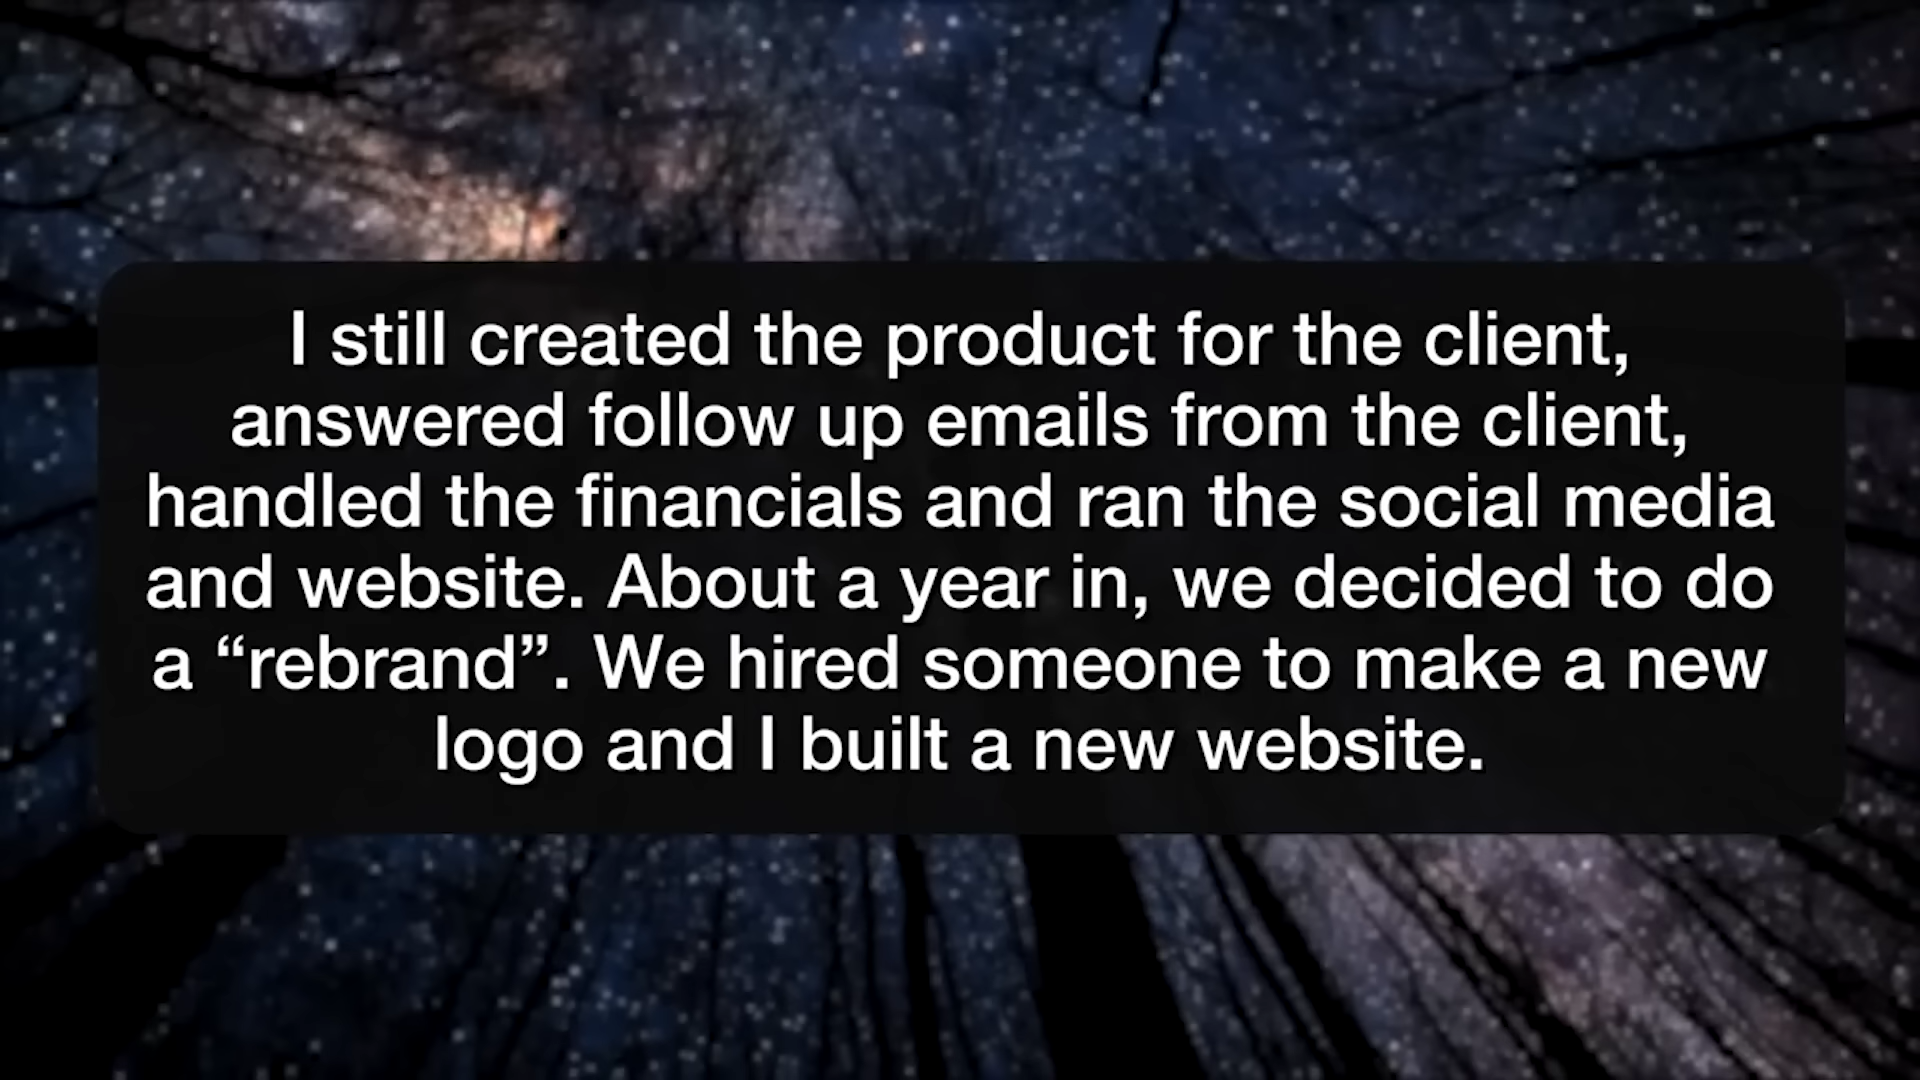 I still created the product for the client,
answered follow up emails from the client,
handled the financials and ran the social media
and website. About a year in, we decided to do
a “rebrand”. We hired someone to make a new
logo and I built a new website.